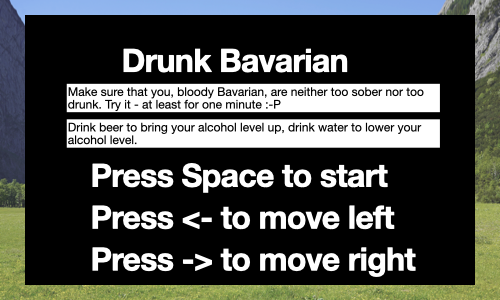 Drunk Bavarian
Make sure that you, bloody Bavarian, are neither too sober nor too
drunk. Try it - at least for one minute :-P
Drink beer to bring your alcohol level up, drink water to lower your
alcohol level.
Press Space to start
Press <- to move left
Press -> to move right